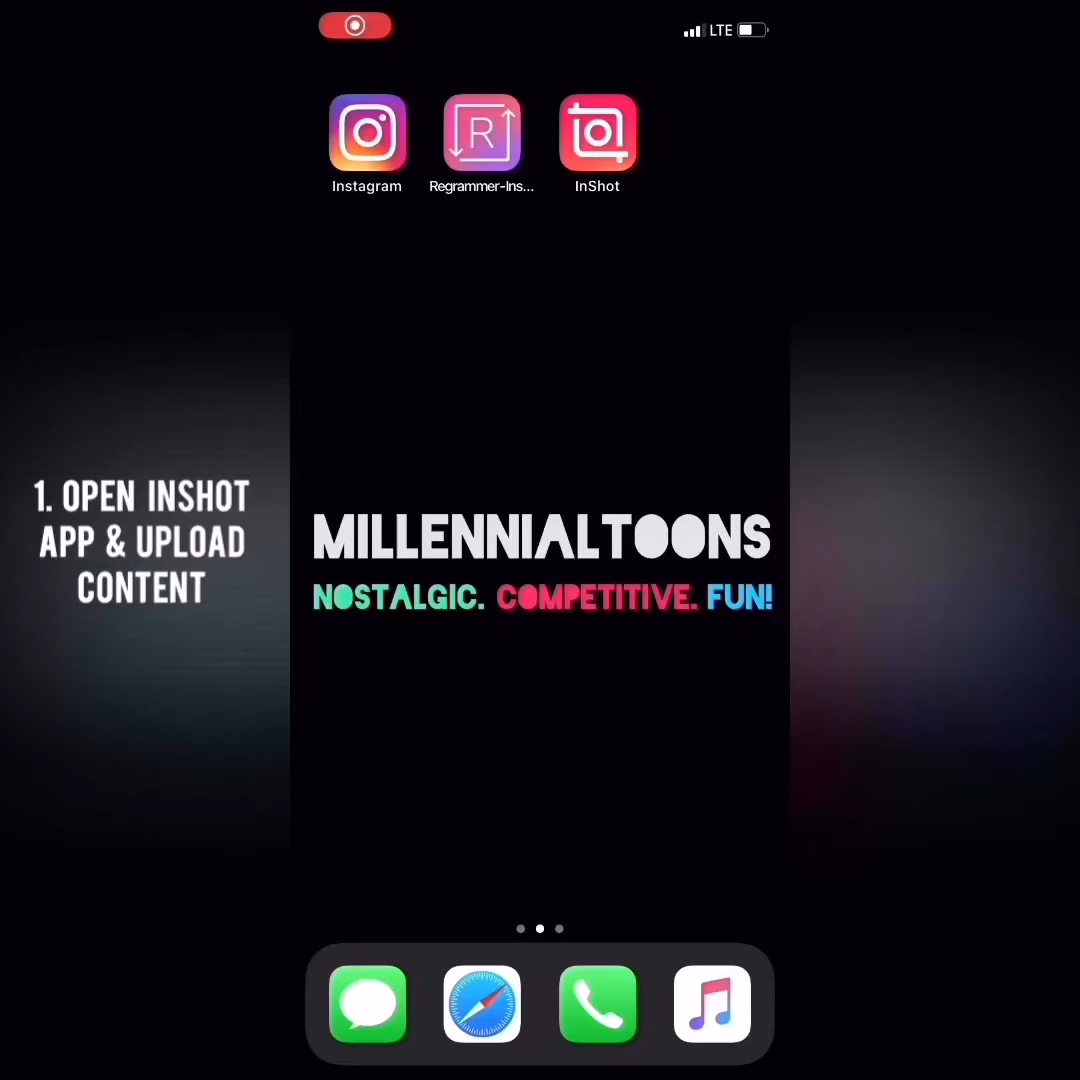 LTE
Instagram
Regrammer-Ins...
InShot
1. OPEN INSHOT
APP & UPLOAD
CONTENT
MILLENNIALTOONS
NOSTALGIC. COMPETITIVE. FUN!